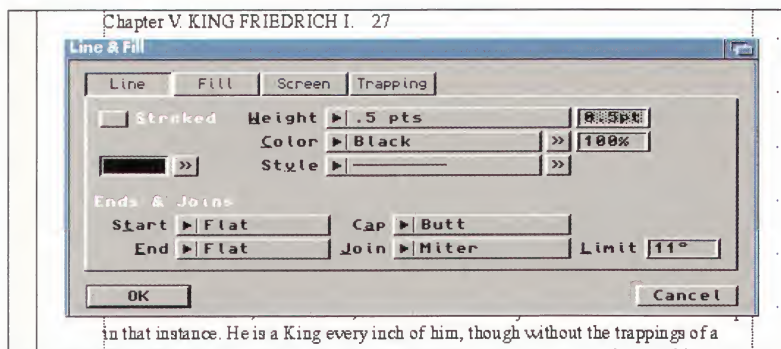 Chapter V. KING FRIEDRICH I. 27
Line & Fill
Line Fill Screen Trapping
Stroked Weight .5 pts 0.5pt
Color Black » 100%
» Style »
Ends & Joins
Start Flat Cap Butt
End Flat Join Miter Limit 11°
OK Cancel
in that instance. He is a King every inch of him, though without the trappings of a